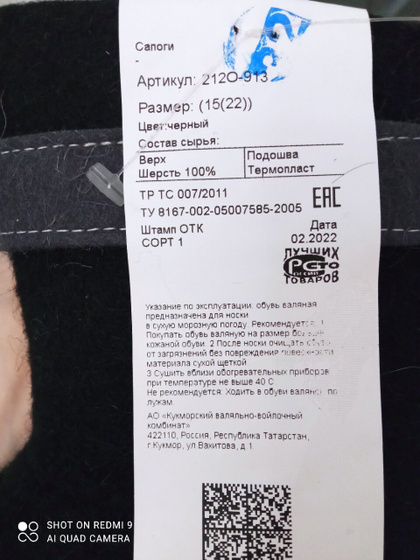 Сапоги
-
Артикул: 212О-913
Размер: (15(22))
Цвет:черный
Состав сырья:
Верх
Шерсть 100%
Подошва
Термопласт
ТР ТС 007/2011
ТУ 8167-002-05007585-2005
EAC
Штамп ОТК
СОРТ 1
Дата
02.2022
ЛУЧШИХ
ТОВАРОВ
Указание по эксплуатации: обувь валяная
предназначена для носки
в сухую морозную погоду. Рекомендуется: 1
Покупать обувь валяную на размер больше
кожаной обуви. 2 После носки очищать обувь
от загрязнений без повреждения поверхности
материала сухой щеткой
3 Сушить вблизи обогревательных приборов
при температуре не выше 40 С.
Не рекомендуется: Ходить в обуви валяной по
лужам.
АО «Кукморский валяльно-войлочный
комбинат»
422110, Россия, Республика Татарстан,
г.Кукмор, ул.Вахитова, д.1
SHOT ON REDMI 9
AI QUAD CAMERA